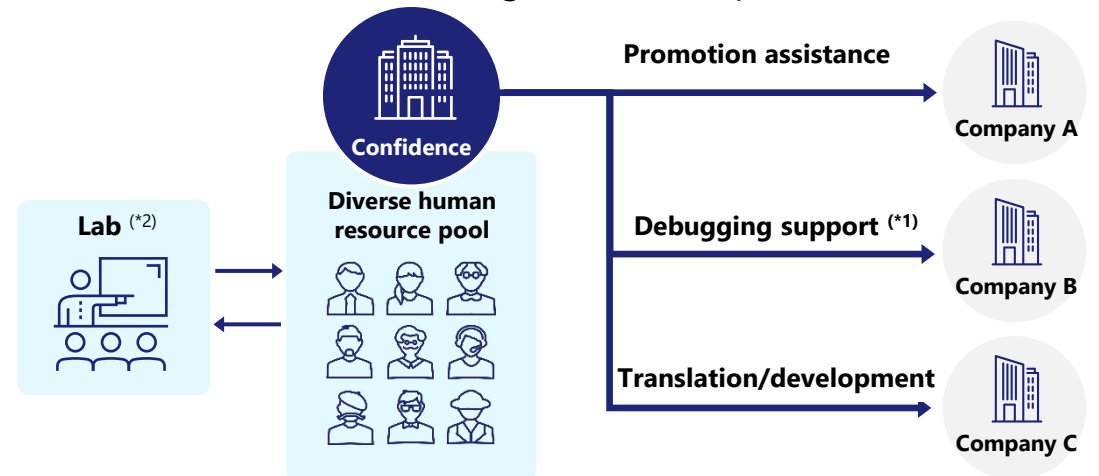 Promotion assistance
Company A
Confidence
Diverse human
resource pool
Lab (*2)
Debugging support (*1)
Company B
Translation/development
Company C